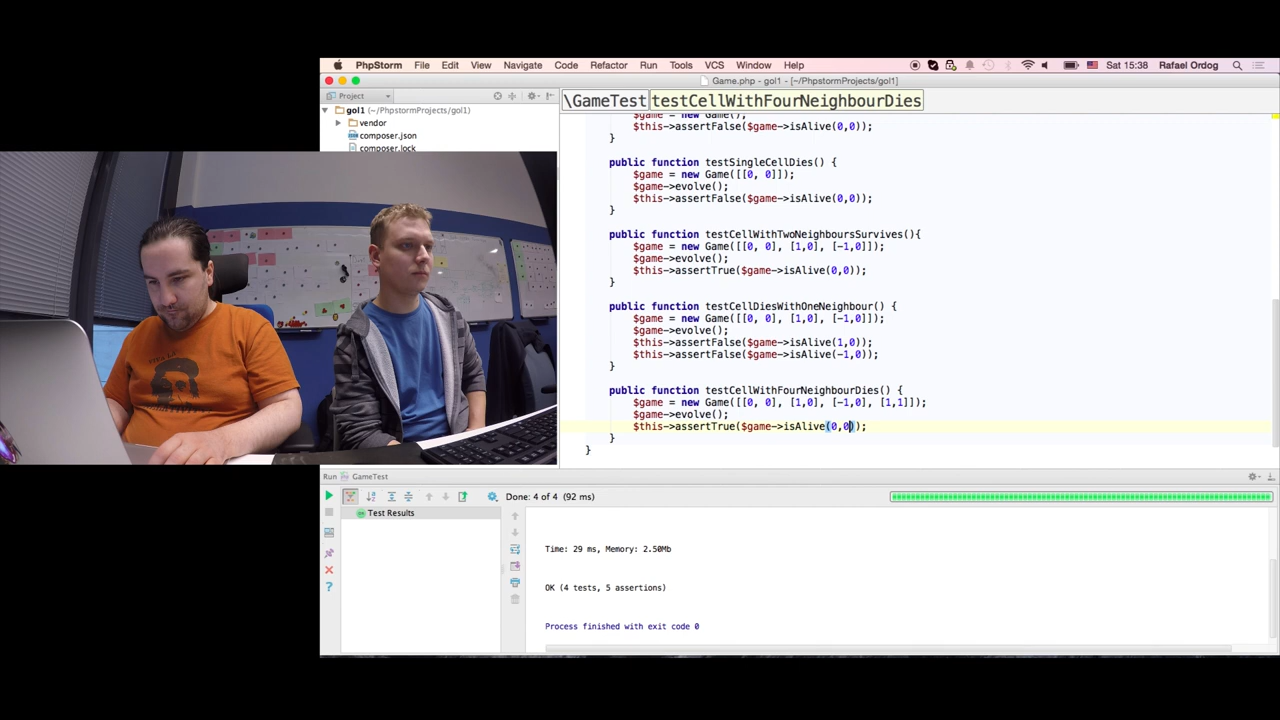 PhpStorm File Edit View Navigate Code Refactor Run Tools VCS Window Help Sat 15:38 Rafael Ordog
Game.php - gol1 - [~/PhpstormProjects/gol1]
Project
\GameTest testCellWithFourNeighbourDies
gol1 (~/PhpstormProjects/gol1)
vendor
composer.json
composer.lock
$game = new Game();
$this->assertFalse($game->isAlive(0,0));
}
public function testSingleCellDies() {
$game = new Game([[0, 0]]);
$game->evolve();
$this->assertFalse($game->isAlive(0,0));
}
public function testCellWithTwoNeighboursSurvives(){
$game = new Game([[0, 0], [1,0], [-1,0]]);
$game->evolve();
$this->assertTrue($game->isAlive(0,0));
}
public function testCellDiesWithOneNeighbour() {
$game = new Game([[0, 0], [1,0], [-1,0]]);
$game->evolve();
$this->assertFalse($game->isAlive(1,0));
$this->assertFalse($game->isAlive(-1,0));
}
public function testCellWithFourNeighbourDies() {
$game = new Game([[0, 0], [1,0], [-1,0], [1,1]]);
$game->evolve();
$this->assertTrue($game->isAlive(0,0));
}
}
VIVA LA
Run GameTest
Done: 4 of 4 (92 ms)
Test Results
Time: 29 ms, Memory: 2.50Mb
OK (4 tests, 5 assertions)
Process finished with exit code 0